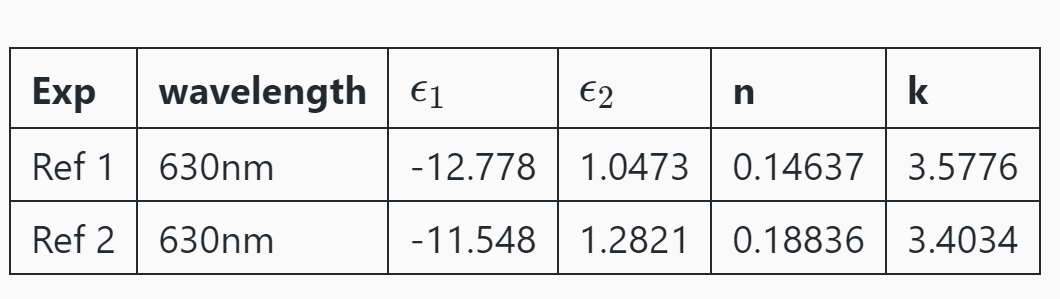 Exp wavelength ϵ₁ ϵ₂ n k
Ref 1 630nm -12.778 1.0473 0.14637 3.5776
Ref 2 630nm -11.548 1.2821 0.18836 3.4034